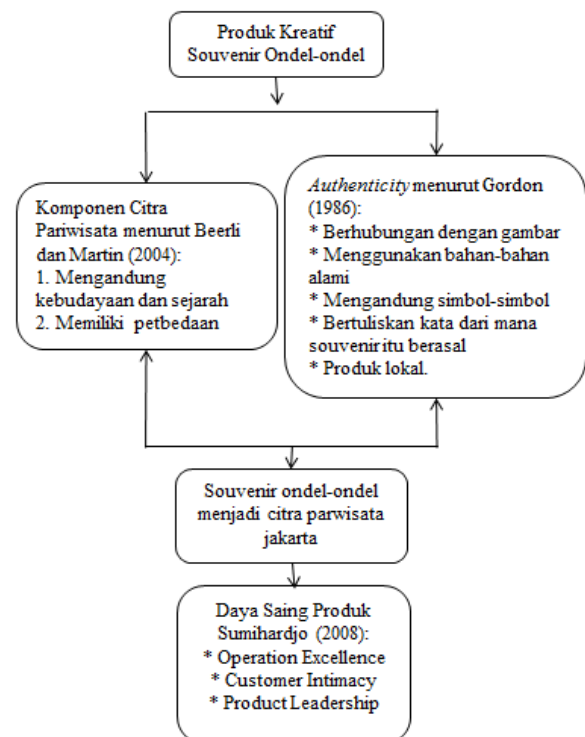 Produk Kreatif
Souvenir Ondel-ondel
Komponen Citra
Pariwisata menurut Beerli
dan Martin (2004):
1. Mengandung
kebudayaan dan sejarah
2. Memiliki petbedaan
Authenticity menurut Gordon
(1986):
* Berhubungan dengan gambar
* Menggunakan bahan-bahan
alami
* Mengandung simbol-simbol
* Bertuliskan kata dari mana
souvenir itu berasal
* Produk lokal.
Souvenir ondel-ondel
menjadi citra parwisata
jakarta
Daya Saing Produk
Sumihardjo (2008):
* Operation Excellence
* Customer Intimacy
* Product Leadership